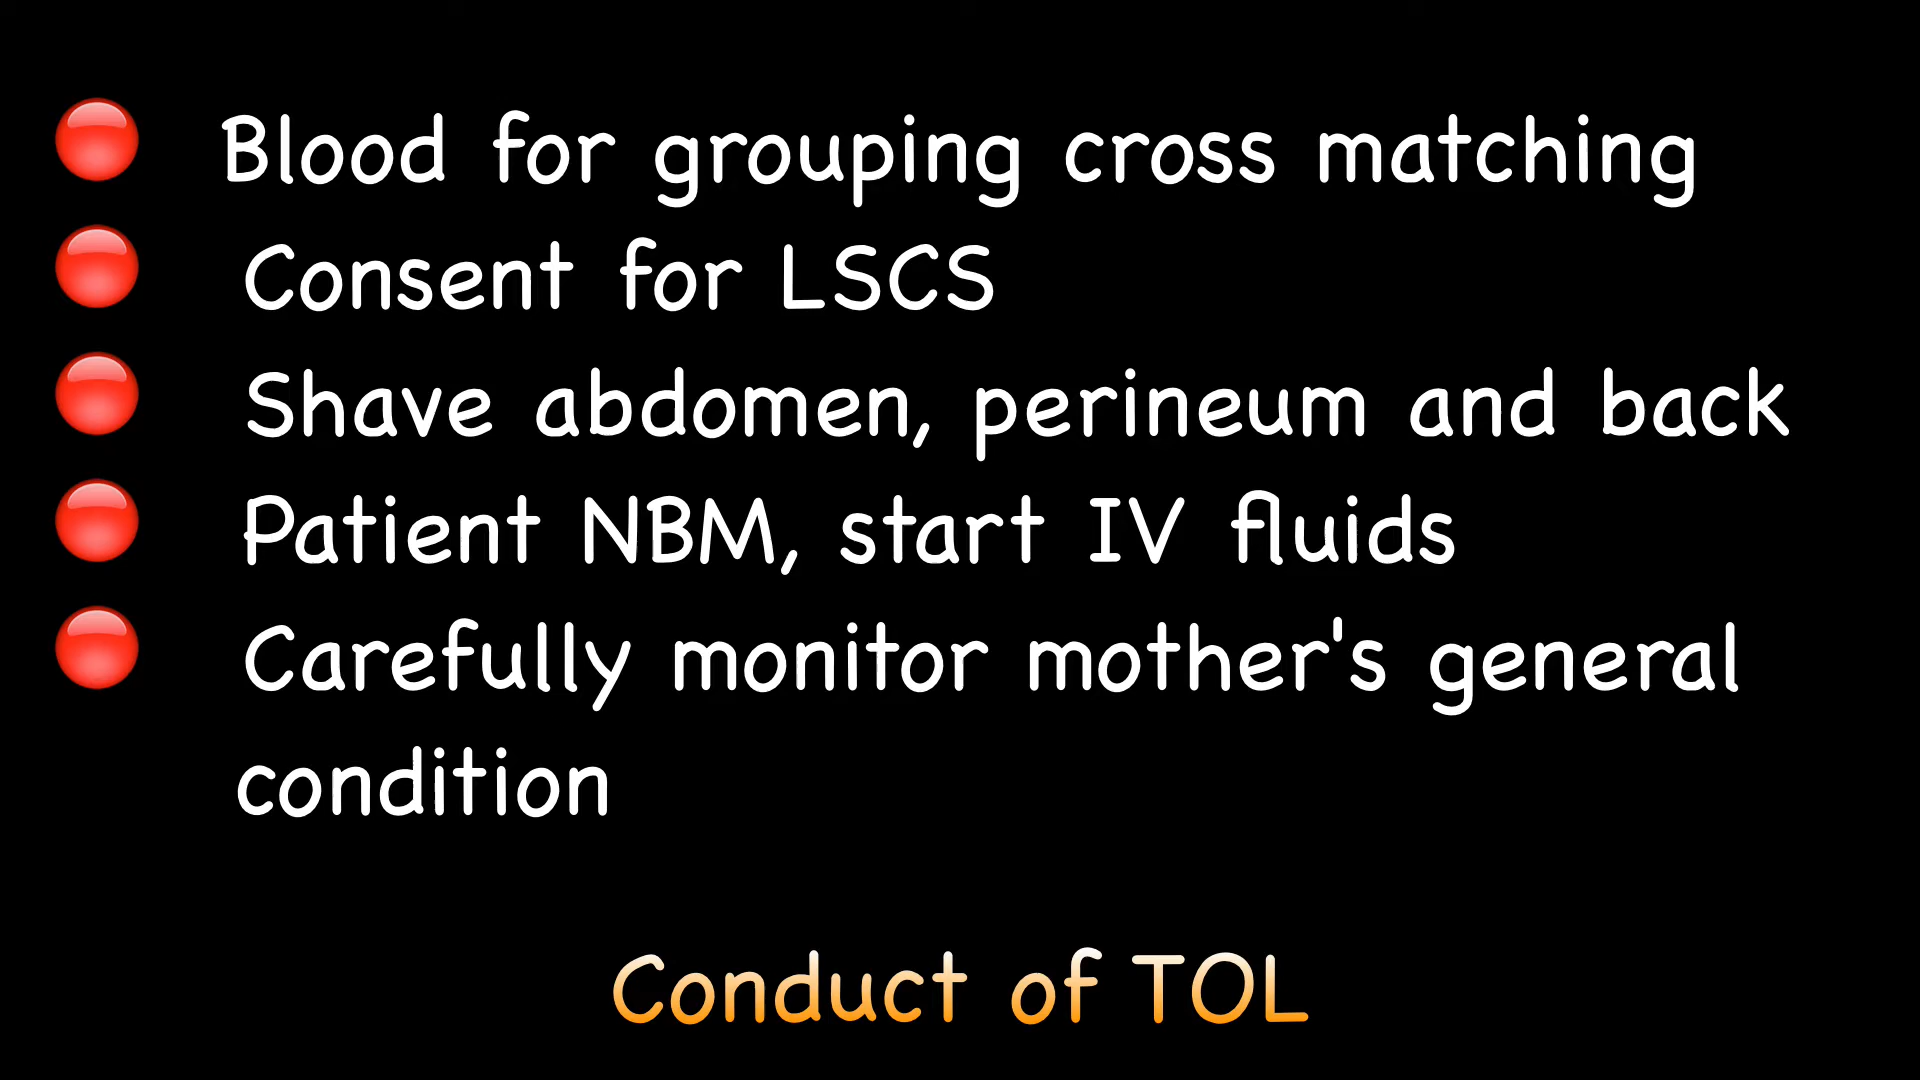 Blood for grouping cross matching
Consent for LSCS
Shave abdomen, perineum and back
Patient NBM, start IV fluids
Carefully monitor mother's general
condition
Conduct of TOL